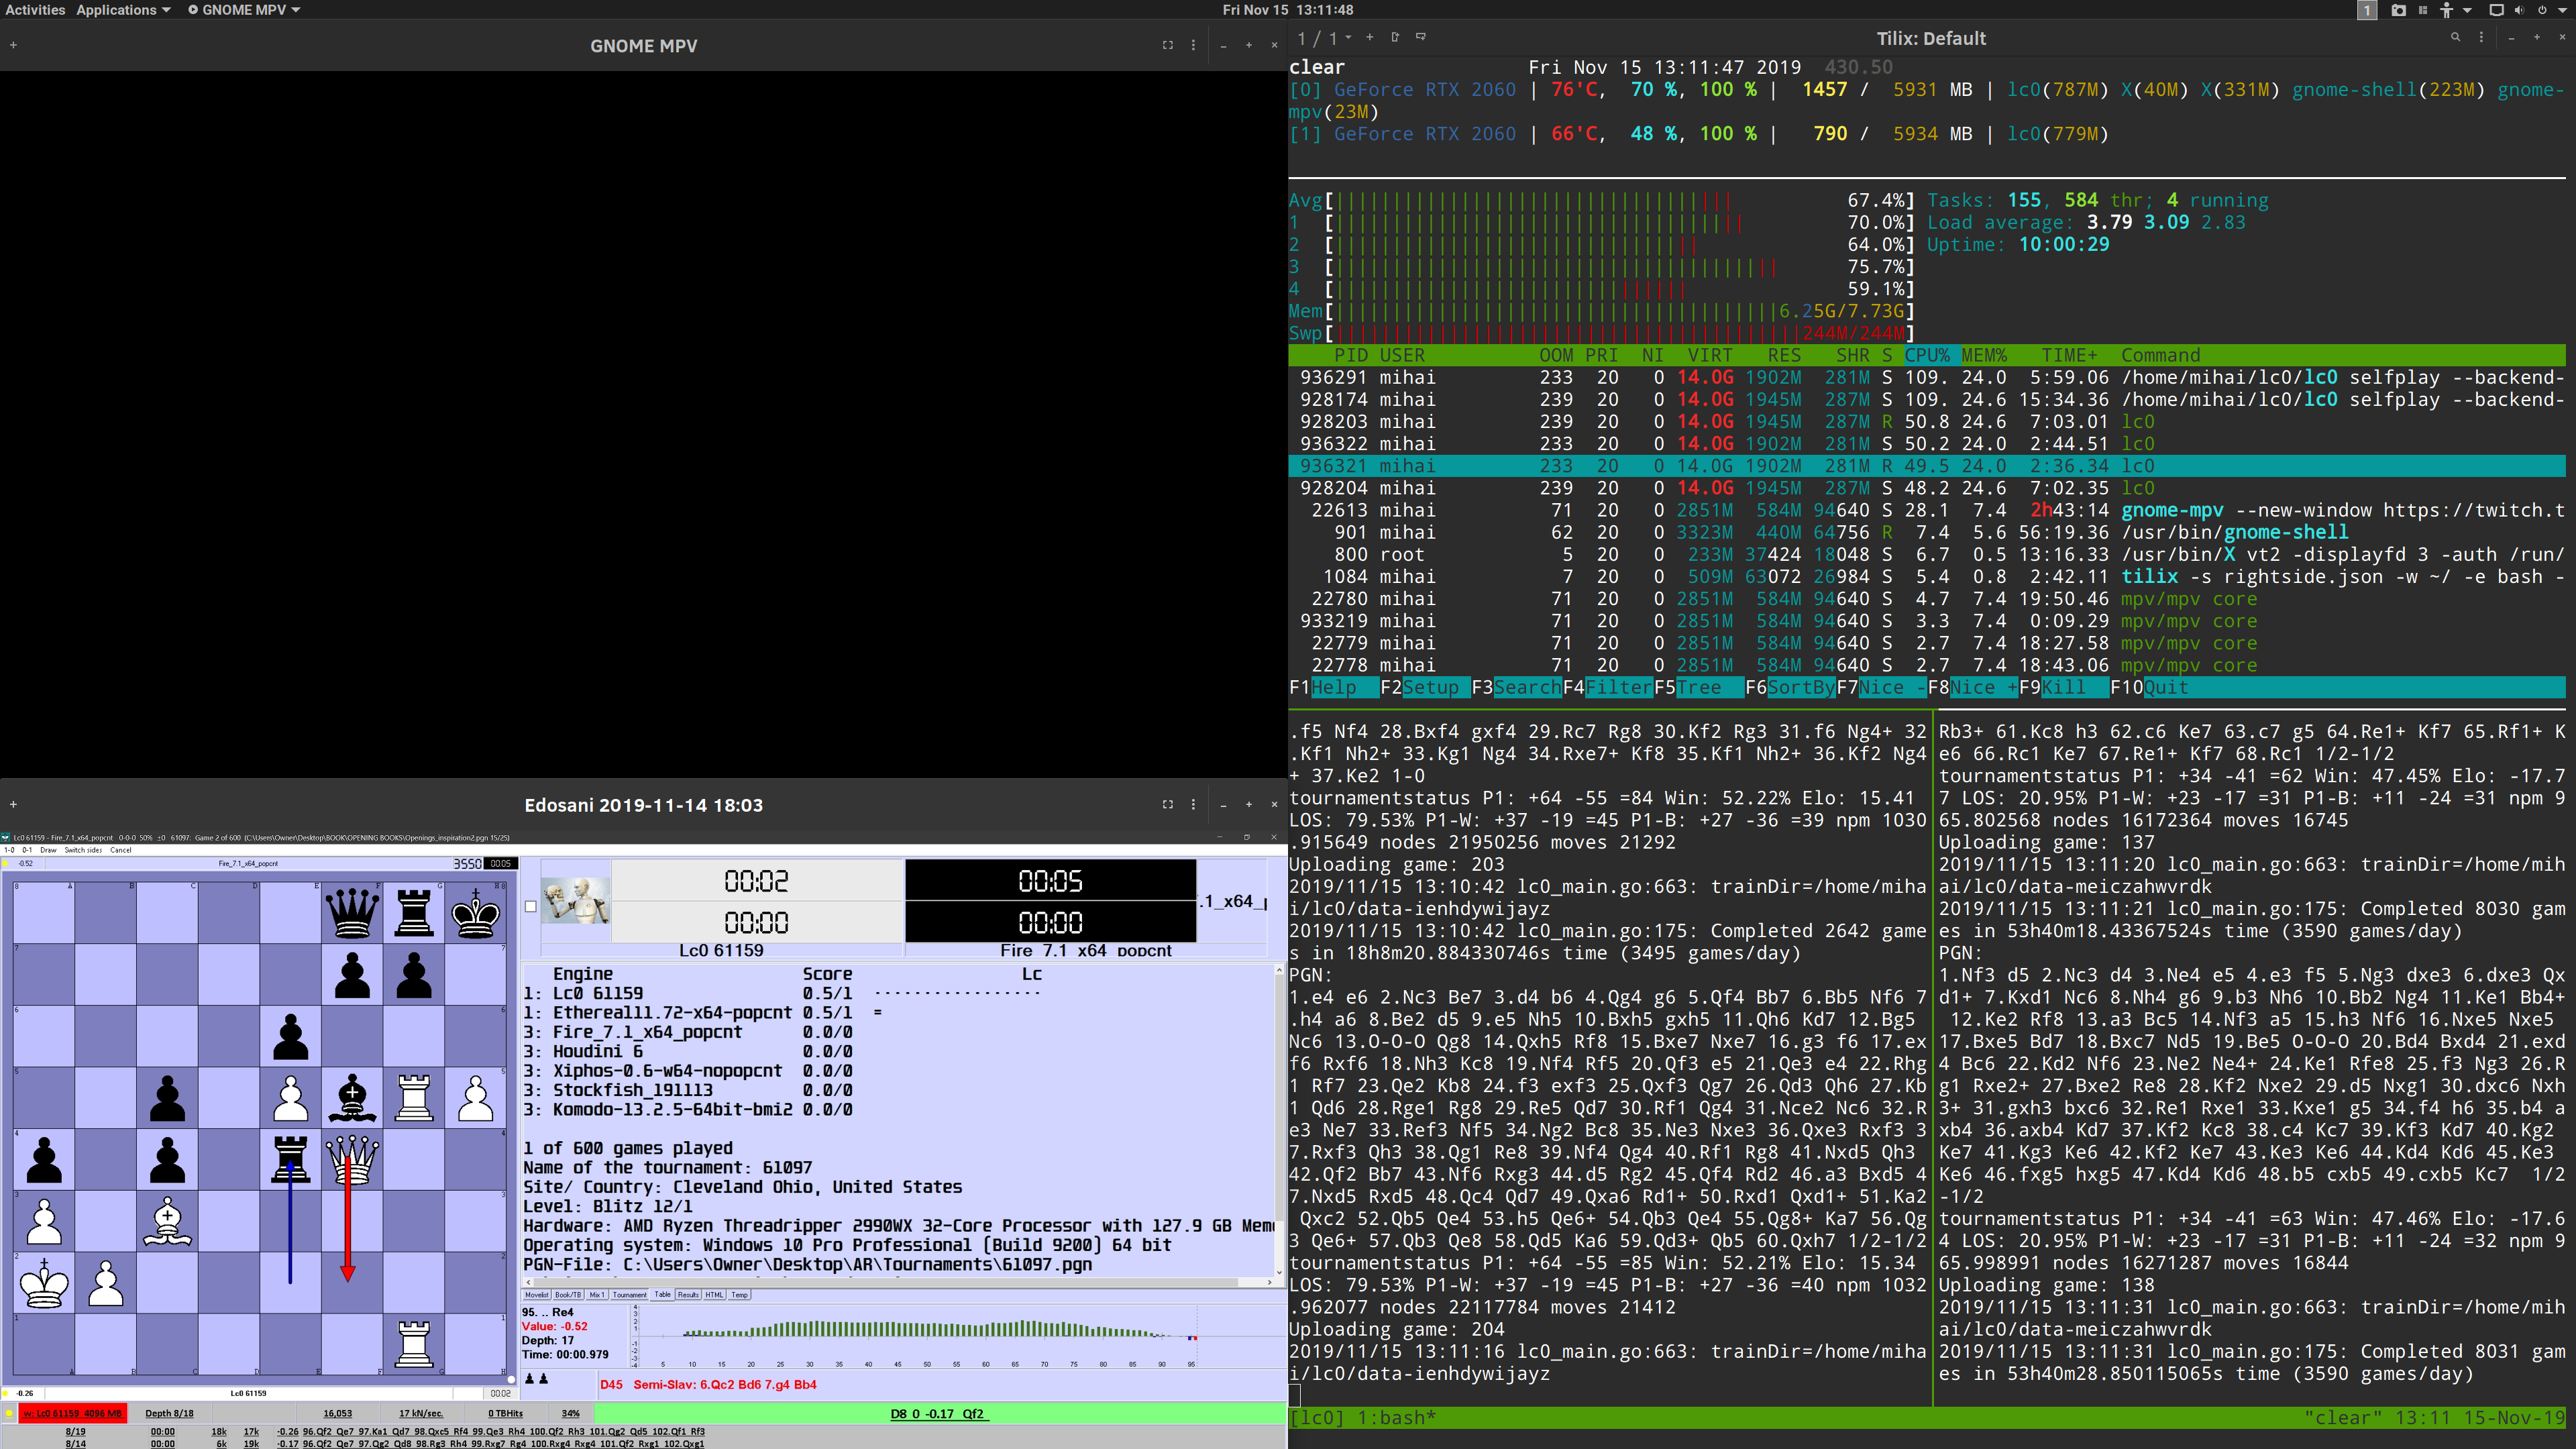 Activities Applications GNOME MPV Fri Nov 15 13:11:48 1
GNOME MPV
1 / 1 Tilix: Default
clear Fri Nov 15 13:11:47 2019 430.50
[0] GeForce RTX 2060 | 76'C, 70 %, 100 % | 1457 / 5931 MB | lc0(787M) X(40M) X(331M) gnome-shell(223M) gnome-
mpv(23M)
[1] GeForce RTX 2060 | 66'C, 48 %, 100 % | 790 / 5934 MB | lc0(779M)
Avg[ 67.4%] Tasks: 155, 584 thr; 4 running
1 [ 70.0%] Load average: 3.79 3.09 2.83
2 [ 64.0%] Uptime: 10:00:29
3 [ 75.7%]
4 [ 59.1%]
Mem[ 6.25G/7.73G]
Swp[ 244M/244M]
PID USER OOM PRI NI VIRT RES SHR S CPU% MEM% TIME+ Command
936291 mihai 233 20 0 14.0G 1902M 281M S 109. 24.0 5:59.06 /home/mihai/lc0/lc0 selfplay --backend-
928174 mihai 239 20 0 14.0G 1945M 287M S 109. 24.6 15:34.36 /home/mihai/lc0/lc0 selfplay --backend-
928203 mihai 239 20 0 14.0G 1945M 287M R 50.8 24.6 7:03.01 lc0
936322 mihai 233 20 0 14.0G 1902M 281M S 50.2 24.0 2:44.51 lc0
936321 mihai 233 20 0 14.0G 1902M 281M R 49.5 24.0 2:36.34 lc0
928204 mihai 239 20 0 14.0G 1945M 287M S 48.2 24.6 7:02.35 lc0
22613 mihai 71 20 0 2851M 584M 94640 S 28.1 7.4 2h43:14 gnome-mpv --new-window https://twitch.t
901 mihai 62 20 0 3323M 440M 64756 R 7.4 5.6 56:19.36 /usr/bin/gnome-shell
800 root 5 20 0 233M 37424 18048 S 6.7 0.5 13:16.33 /usr/bin/X vt2 -displayfd 3 -auth /run/
1084 mihai 7 20 0 509M 63072 26984 S 5.4 0.8 2:42.11 tilix -s rightside.json -w ~/ -e bash -
22780 mihai 71 20 0 2851M 584M 94640 S 4.7 7.4 19:50.46 mpv/mpv core
933219 mihai 71 20 0 2851M 584M 94640 S 3.3 7.4 0:09.29 mpv/mpv core
22779 mihai 71 20 0 2851M 584M 94640 S 2.7 7.4 18:27.58 mpv/mpv core
22778 mihai 71 20 0 2851M 584M 94640 S 2.7 7.4 18:43.06 mpv/mpv core
F1Help F2Setup F3SearchF4FilterF5Tree F6SortByF7Nice -F8Nice +F9Kill F10Quit
.f5 Nf4 28.Bxf4 gxf4 29.Rc7 Rg8 30.Kf2 Rg3 31.f6 Ng4+ 32
.Kf1 Nh2+ 33.Kg1 Ng4 34.Rxe7+ Kf8 35.Kf1 Nh2+ 36.Kf2 Ng4
+ 37.Ke2 1-0
tournamentstatus P1: +64 -55 =84 Win: 52.22% Elo: 15.41
LOS: 79.53% P1-W: +37 -19 =45 P1-B: +27 -36 =39 npm 1030
.915649 nodes 21950256 moves 21292
Uploading game: 203
2019/11/15 13:10:42 lc0_main.go:663: trainDir=/home/miha
i/lc0/data-ienhdywijayz
2019/11/15 13:10:42 lc0_main.go:175: Completed 2642 game
s in 18h8m20.884330746s time (3495 games/day)
PGN:
1.e4 e6 2.Nc3 Be7 3.d4 b6 4.Qg4 g6 5.Qf4 Bb7 6.Bb5 Nf6 7
.h4 a6 8.Be2 d5 9.e5 Nh5 10.Bxh5 gxh5 11.Qh6 Kd7 12.Bg5
Nc6 13.O-O-O Qg8 14.Qxh5 Rf8 15.Bxe7 Nxe7 16.g3 f6 17.ex
f6 Rxf6 18.Nh3 Kc8 19.Nf4 Rf5 20.Qf3 e5 21.Qe3 e4 22.Rhg
1 Rf7 23.Qe2 Kb8 24.f3 exf3 25.Qxf3 Qg7 26.Qd3 Qh6 27.Kb
1 Qd6 28.Rge1 Rg8 29.Re5 Qd7 30.Rf1 Qg4 31.Nce2 Nc6 32.R
e3 Ne7 33.Ref3 Nf5 34.Ng2 Bc8 35.Ne3 Nxe3 36.Qxe3 Rxf3 3
7.Rxf3 Qh3 38.Qg1 Re8 39.Nf4 Qg4 40.Rf1 Rg8 41.Nxd5 Qh3
42.Qf2 Bb7 43.Nf6 Rxg3 44.d5 Rg2 45.Qf4 Rd2 46.a3 Bxd5 4
7.Nxd5 Rxd5 48.Qc4 Qd7 49.Qxa6 Rd1+ 50.Rxd1 Qxd1+ 51.Ka2
Qxc2 52.Qb5 Qe4 53.h5 Qe6+ 54.Qb3 Qe4 55.Qg8+ Ka7 56.Qg
3 Qe6+ 57.Qb3 Qe8 58.Qd5 Ka6 59.Qd3+ Qb5 60.Qxh7 1/2-1/2
tournamentstatus P1: +64 -55 =85 Win: 52.21% Elo: 15.34
LOS: 79.53% P1-W: +37 -19 =45 P1-B: +27 -36 =40 npm 1032
.962077 nodes 22117784 moves 21412
Uploading game: 204
2019/11/15 13:11:16 lc0_main.go:663: trainDir=/home/miha
i/lc0/data-ienhdywijayz
Rb3+ 61.Kc8 h3 62.c6 Ke7 63.c7 g5 64.Re1+ Kf7 65.Rf1+ K
e6 66.Rc1 Ke7 67.Re1+ Kf7 68.Rc1 1/2-1/2
tournamentstatus P1: +34 -41 =62 Win: 47.45% Elo: -17.7
7 LOS: 20.95% P1-W: +23 -17 =31 P1-B: +11 -24 =31 npm 9
65.802568 nodes 16172364 moves 16745
Uploading game: 137
2019/11/15 13:11:20 lc0_main.go:663: trainDir=/home/mih
ai/lc0/data-meiczahwvrdk
2019/11/15 13:11:21 lc0_main.go:175: Completed 8030 gam
es in 53h40m18.43367524s time (3590 games/day)
PGN:
1.Nf3 d5 2.Nc3 d4 3.Ne4 e5 4.e3 f5 5.Ng3 dxe3 6.dxe3 Qx
d1+ 7.Kxd1 Nc6 8.Nh4 g6 9.b3 Nh6 10.Bb2 Ng4 11.Ke1 Bb4+
12.Ke2 Rf8 13.a3 Bc5 14.Nf3 a5 15.h3 Nf6 16.Nxe5 Nxe5
17.Bxe5 Bd7 18.Bxc7 Nd5 19.Be5 O-O-O 20.Bd4 Bxd4 21.exd
4 Bc6 22.Kd2 Nf6 23.Ne2 Ne4+ 24.Ke1 Rfe8 25.f3 Ng3 26.R
g1 Rxe2+ 27.Bxe2 Re8 28.Kf2 Nxe2 29.d5 Nxg1 30.dxc6 Nxh
3+ 31.gxh3 bxc6 32.Re1 Rxe1 33.Kxe1 g5 34.f4 h6 35.b4 a
xb4 36.axb4 Kd7 37.Kf2 Kc8 38.c4 Kc7 39.Kf3 Kd7 40.Kg2
Ke7 41.Kg3 Ke6 42.Kf2 Ke7 43.Ke3 Ke6 44.Kd4 Kd6 45.Ke3
Ke6 46.fxg5 hxg5 47.Kd4 Kd6 48.b5 cxb5 49.cxb5 Kc7 1/2
-1/2
tournamentstatus P1: +34 -41 =63 Win: 47.46% Elo: -17.6
4 LOS: 20.95% P1-W: +23 -17 =31 P1-B: +11 -24 =32 npm 9
65.998991 nodes 16271287 moves 16844
Uploading game: 138
2019/11/15 13:11:31 lc0_main.go:663: trainDir=/home/mih
ai/lc0/data-meiczahwvrdk
2019/11/15 13:11:31 lc0_main.go:175: Completed 8031 gam
es in 53h40m28.850115065s time (3590 games/day)
[lc0] 1:bash* "clear" 13:11 15-Nov-19
Edosani 2019-11-14 18:03
Lc0 61159 - Fire_7.1_x64_popcnt 0-0-0 50% ±0 61097: Game 2 of 600 (C:\Users\Owner\Desktop\BOOK\OPENING BOOKS\Openings_inspiration2.pgn 15/25)
1-0 0-1 Draw Switch sides Cancel
-0.52 Fire_7.1_x64_popcnt 3550 00:05
00:02 00:05
00:00 00:00
.1_x64_p
Lc0 61159 Fire_7.1_x64_popcnt
Engine Score Lc
1: Lc0 61159 0.5/1 ··················
1: Ethereal11.72-x64-popcnt 0.5/1 =
3: Fire_7.1_x64_popcnt 0.0/0
3: Houdini 6 0.0/0
3: Xiphos-0.6-w64-nopopcnt 0.0/0
3: Stockfish_191113 0.0/0
3: Komodo-13.2.5-64bit-bmi2 0.0/0
1 of 600 games played
Name of the tournament: 61097
Site/ Country: Cleveland Ohio, United States
Level: Blitz 12/1
Hardware: AMD Ryzen Threadripper 2990WX 32-Core Processor with 127.9 GB Mem
Operating system: Windows 10 Pro Professional (Build 9200) 64 bit
PGN-File: C:\Users\Owner\Desktop\AR\Tournaments\61097.pgn
Movelist Book/TB Mix 1 Tournament Table Results HTML Temp
95. .. Re4
Value: -0.52
Depth: 17
Time: 00:00.979
5 10 15 20 25 30 35 40 45 50 55 60 65 70 75 80 85 90 95
D45 Semi-Slav: 6.Qc2 Bd6 7.g4 Bb4
-0.26 Lc0 61159 00:02
w: Lc0 61159, 4096 MB Depth 8/18 16,053 17 kN/sec. 0 TBHits 34% D8 0 -0.17 Qf2
8/19 00:00 18k 17k -0.26 96.Qf2 Qe7 97.Ka1 Qd7 98.Qxc5 Rf4 99.Qe3 Rh4 100.Qf2 Rh3 101.Qg2 Qd5 102.Qf1 Rf3
8/14 00:00 6k 19k -0.17 96.Qf2 Qe7 97.Qg2 Qd8 98.Rg3 Rh4 99.Rxg7 Rg4 100.Rxg4 Rxg4 101.Qf2 Rxg1 102.Qxg1